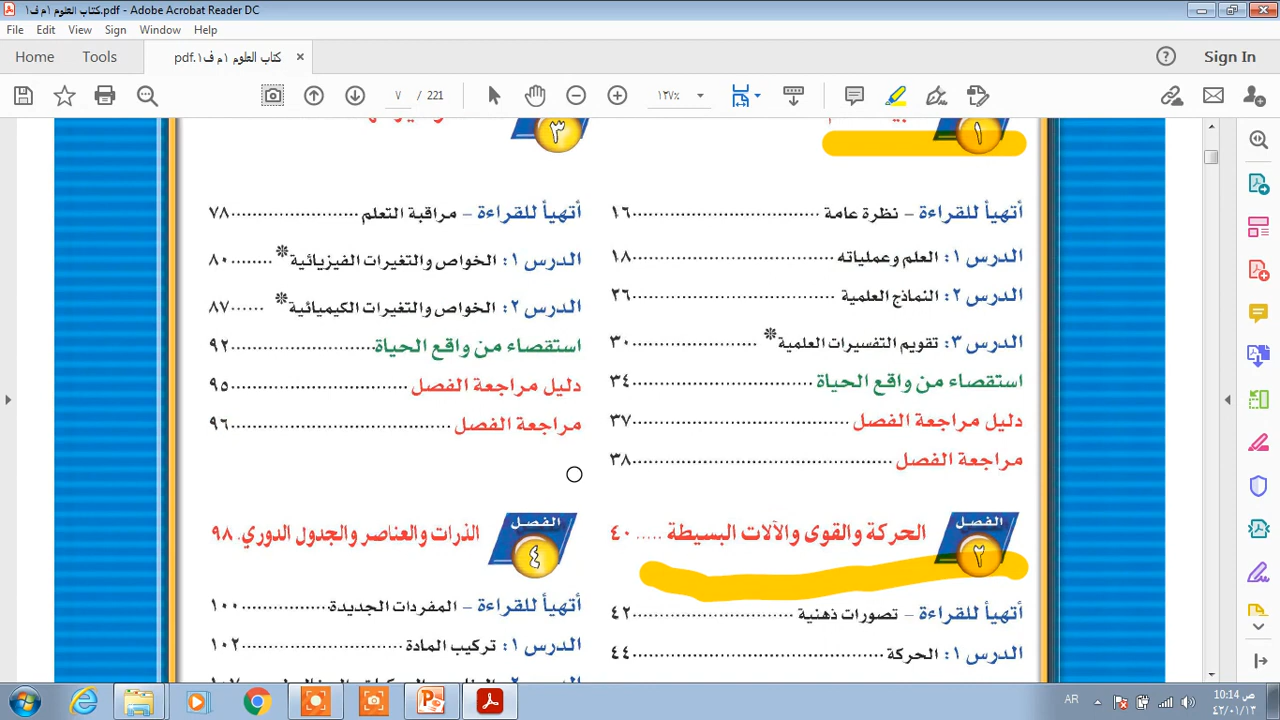 كتاب العلوم ١م ف١.pdf - Adobe Acrobat Reader DC
File Edit View Sign Window Help
Home Tools كتاب العلوم ١م ف١.pdf × Sign In
٧ / 221 ١٢٧٪
١
أتهيأ للقراءة – نظرة عامة ١٦
الدرس ١: العلم وعملياته ١٨
الدرس ٢: النماذج العلمية ٢٦
الدرس ٣: تقويم التفسيرات العلمية* ٣٠
استقصاء من واقع الحياة ٣٤
دليل مراجعة الفصل ٣٧
مراجعة الفصل ٣٨
الفصل ٢
الحركة والقوى والآلات البسيطة ..... ٤٠
أتهيأ للقراءة – تصورات ذهنية ٤٢
الدرس ١: الحركة ٤٤
٣
أتهيأ للقراءة – مراقبة التعلم ٧٨
الدرس ١: الخواص والتغيرات الفيزيائية* ٨٠
الدرس ٢: الخواص والتغيرات الكيميائية* ٨٧
استقصاء من واقع الحياة ٩٢
دليل مراجعة الفصل ٩٥
مراجعة الفصل ٩٦
الفصل ٤
الذرات والعناصر والجدول الدوري. ٩٨
أتهيأ للقراءة – المفردات الجديدة ١٠٠
الدرس ١: تركيب المادة ١٠٢
AR
10:14 ص
٤٢/٠١/١٣